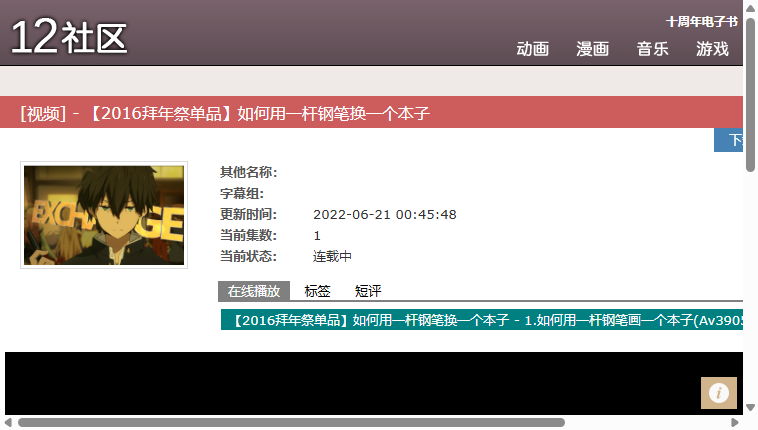 12社区
十周年电子书
动画 漫画 音乐 游戏
[视频] - 【2016拜年祭单品】如何用一杆钢笔换一个本子
EXCHANGE
其他名称：
字幕组：
更新时间： 2022-06-21 00:45:48
当前集数： 1
当前状态： 连载中
在线播放 标签 短评
【2016拜年祭单品】如何用一杆钢笔换一个本子 - 1.如何用一杆钢笔画一个本子(Av3905